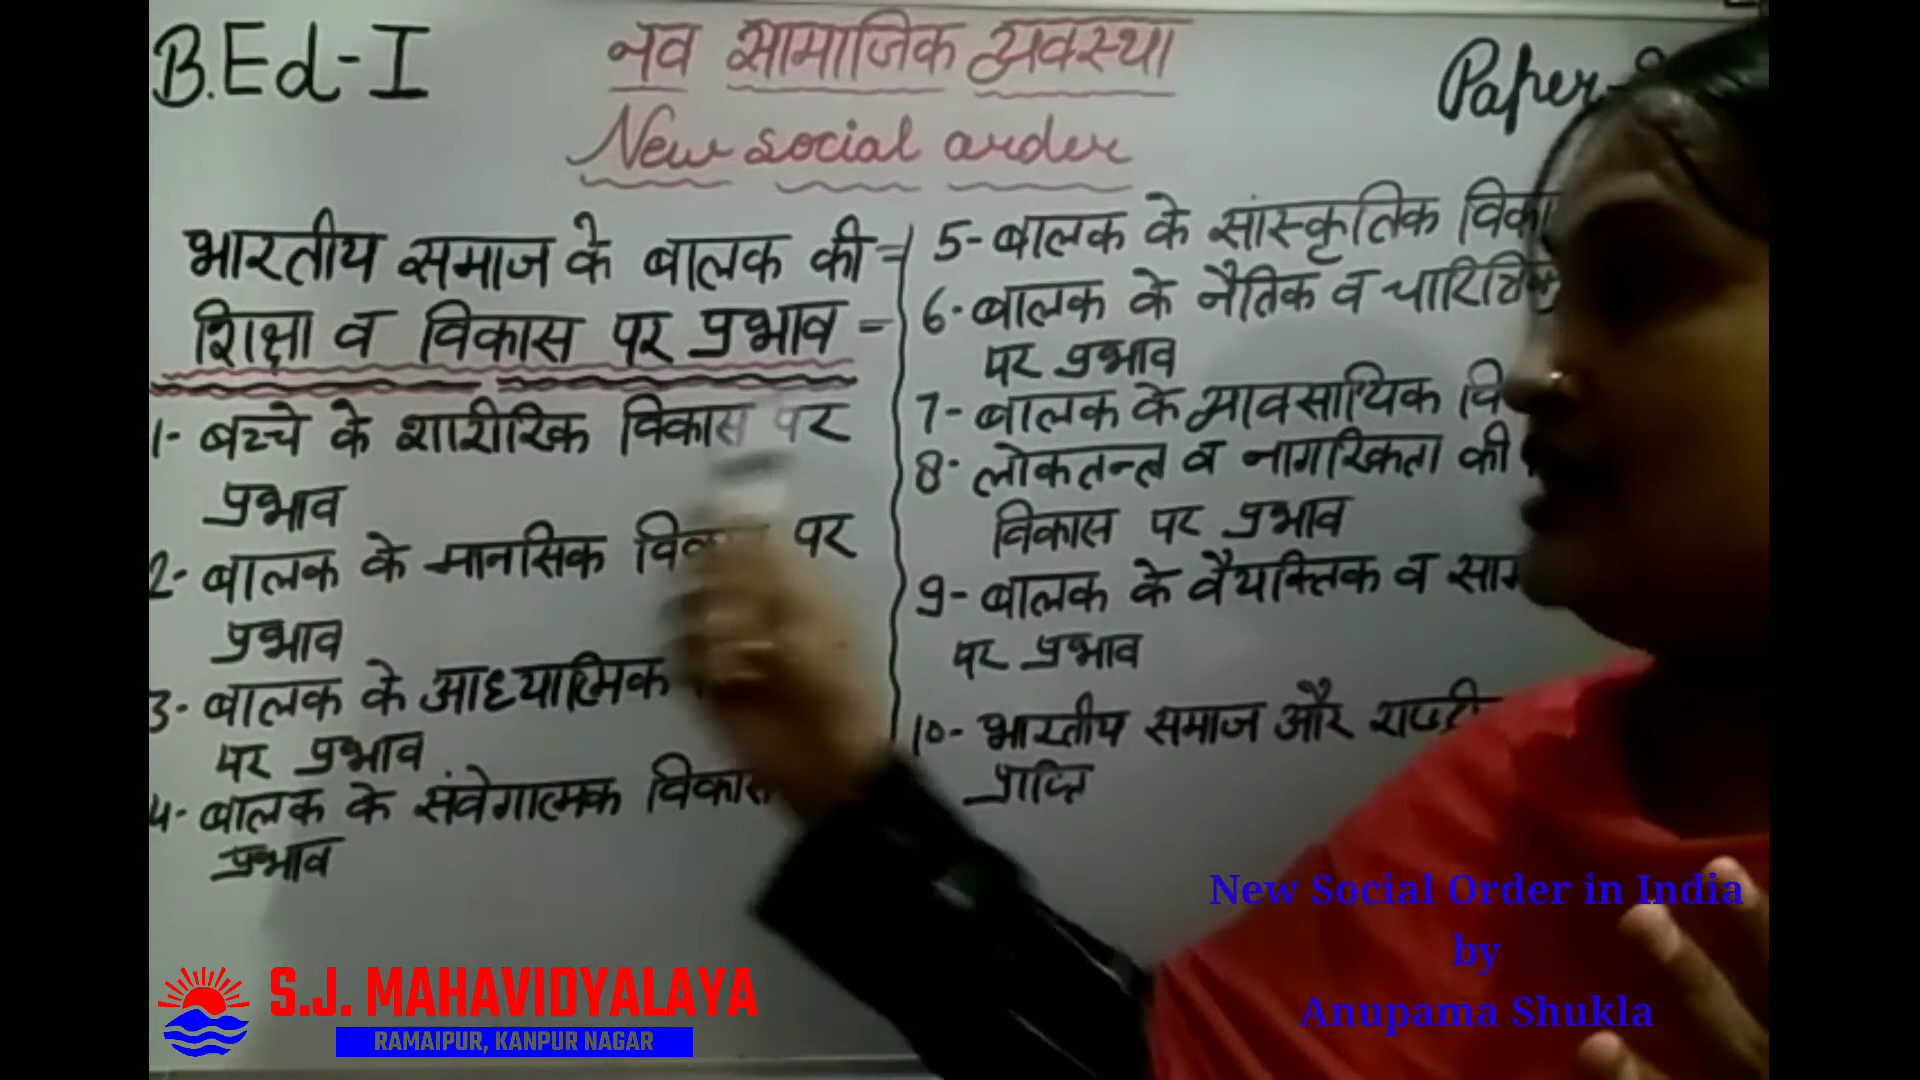 B.Ed-I
नव सामाजिक व्यवस्था
New social order
Paper-
भारतीय समाज के बालक की -
शिक्षा व विकास पर प्रभाव -
1- बच्चे के शारीरिक विकास पर
प्रभाव
2- बालक के मानसिक पर
प्रभाव
3- बालक के आध्यात्मिक
पर प्रभाव
4- बालक के संवेगात्मक विकास
प्रभाव
5- बालक के सांस्कृतिक
6- बालक के नैतिक व
पर प्रभाव
7- बालक के व्यावसायिक
8- लोकतन्त्र व नागरिकता की
विकास पर प्रभाव
9- बालक के वैयक्तिक व
पर प्रभाव
10- भारतीय समाज और
प्राप्ति
New Social Order in India
by
Anupama Shukla
S.J. MAHAVIDYALAYA
RAMAIPUR, KANPUR NAGAR